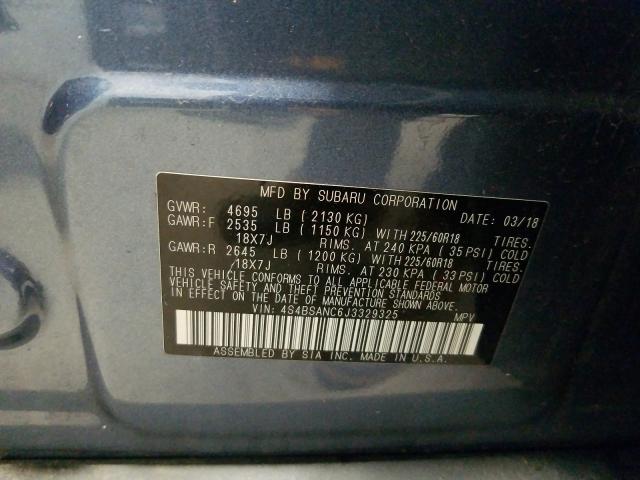 MFD BY SUBARU CORPORATION
GVWR: 4695 LB ( 2130 KG) DATE: 03/18
GAWR:F 2535 LB ( 1150 KG) WITH 225/60R18 TIRES.
18X7J RIMS. AT 240 KPA ( 35 PSI) COLD
GAWR:R 2645 LB ( 1200 KG) WITH 225/60R18 TIRES.
/18X7J RIMS. AT 230 KPA ( 33 PSI) COLD
THIS VEHICLE CONFORMS TO ALL APPLICABLE FEDERAL MOTOR
VEHICLE SAFETY AND THEFT PREVENTION STANDARDS
IN EFFECT ON THE DATE OF MANUFACTURE SHOWN ABOVE.
VIN: 4S4BSANC6J3329325 MPV
ASSEMBLED BY SIA INC. MADE IN U.S.A.